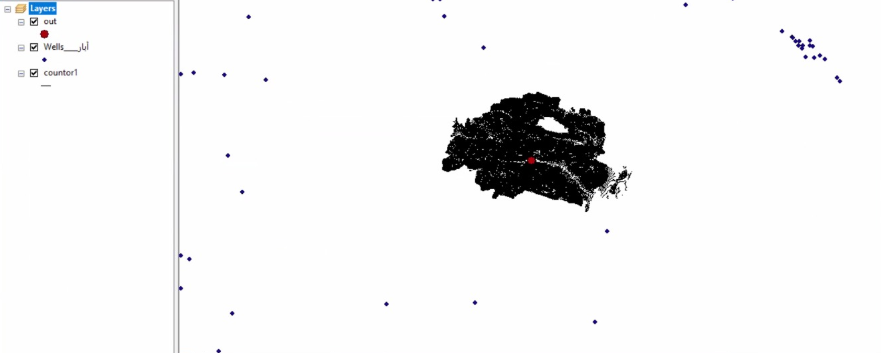 Layers
out
Wells___آبار
countor1